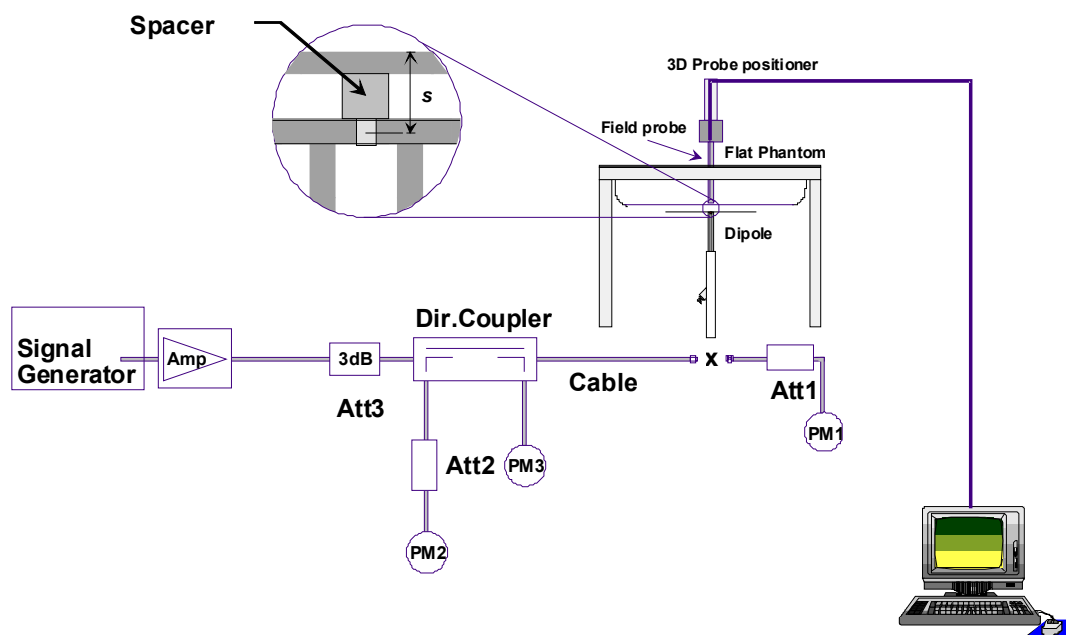 Spacer
s
3D Probe positioner
Field probe
Flat Phantom
Dipole
Dir.Coupler
Signal
Generator
Amp
3dB
Att3
Cable
x
Att1
PM1
Att2
PM3
PM2